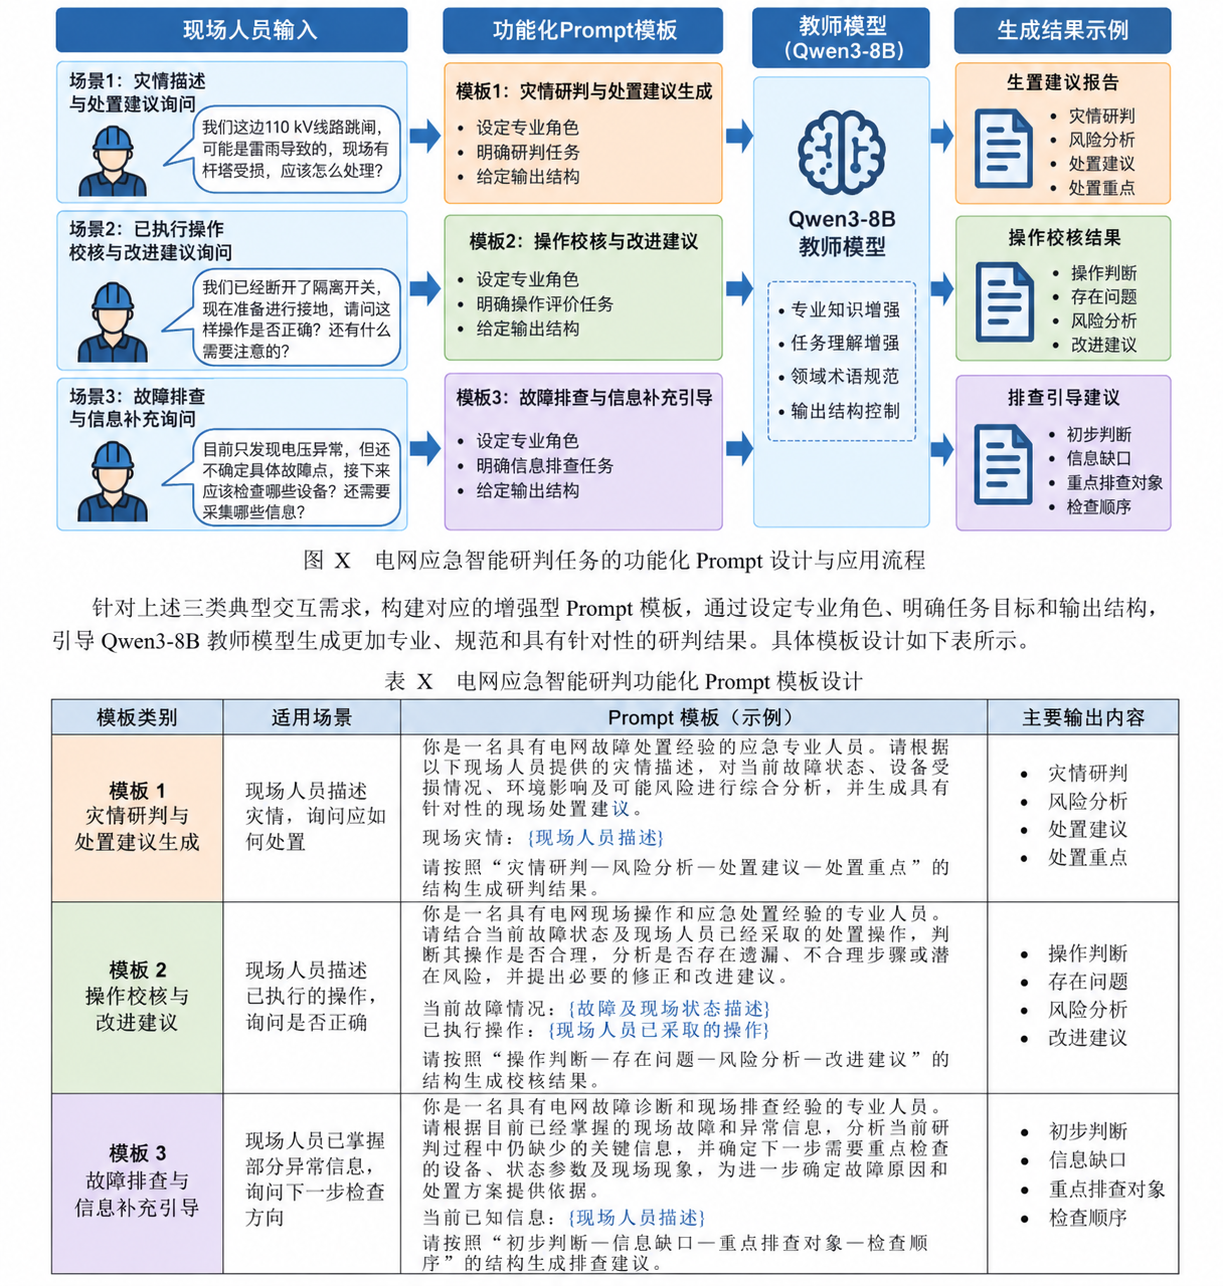 现场人员输入
功能化Prompt模板
教师模型
（Qwen3-8B）
生成结果示例
场景1：灾情描述
与处置建议询问
我们这边110 kV线路跳闸，
可能是雷雨导致的，现场有
杆塔受损，应该怎么处理？
模板1：灾情研判与处置建议生成
• 设定专业角色
• 明确研判任务
• 给定输出结构
生置建议报告
• 灾情研判
• 风险分析
• 处置建议
• 处置重点
场景2：已执行操作
校核与改进建议询问
我们已经断开了隔离开关，
现在准备进行接地，请问这
样操作是否正确？还有什么
需要注意的？
模板2：操作校核与改进建议
• 设定专业角色
• 明确操作评价任务
• 给定输出结构
Qwen3-8B
教师模型
• 专业知识增强
• 任务理解增强
• 领域术语规范
• 输出结构控制
操作校核结果
• 操作判断
• 存在问题
• 风险分析
• 改进建议
场景3：故障排查
与信息补充询问
目前只发现电压异常，但还
不确定具体故障点，接下来
应该检查哪些设备？还需要
采集哪些信息？
模板3：故障排查与信息补充引导
• 设定专业角色
• 明确信息排查任务
• 给定输出结构
排查引导建议
• 初步判断
• 信息缺口
• 重点排查对象
• 检查顺序
图 X 电网应急智能研判任务的功能化 Prompt 设计与应用流程
针对上述三类典型交互需求，构建对应的增强型 Prompt 模板，通过设定专业角色、明确任务目标和输出结构，
引导 Qwen3-8B 教师模型生成更加专业、规范和具有针对性的研判结果。具体模板设计如下表所示。
表 X 电网应急智能研判功能化 Prompt 模板设计
模板类别
适用场景
Prompt 模板（示例）
主要输出内容
模板 1
灾情研判与
处置建议生成
现场人员描述
灾情，询问应如
何处置
你是一名具有电网故障处置经验的应急专业人员。请根据
以下现场人员提供的灾情描述，对当前故障状态、设备受
损情况、环境影响及可能风险进行综合分析，并生成具有
针对性的现场处置建议。
现场灾情：{现场人员描述}
请按照“灾情研判—风险分析—处置建议—处置重点”的
结构生成研判结果。
• 灾情研判
• 风险分析
• 处置建议
• 处置重点
模板 2
操作校核与
改进建议
现场人员描述
已执行的操作，
询问是否正确
你是一名具有电网现场操作和应急处置经验的专业人员。
请结合当前故障状态及现场人员已经采取的处置操作，判
断其操作是否合理，分析是否存在遗漏、不合理步骤或潜
在风险，并提出必要的修正和改进建议。
当前故障情况：{故障及现场状态描述}
已执行操作：{现场人员已采取的操作}
请按照“操作判断—存在问题—风险分析—改进建议”的
结构生成校核结果。
• 操作判断
• 存在问题
• 风险分析
• 改进建议
模板 3
故障排查与
信息补充引导
现场人员已掌握
部分异常信息，
询问下一步检查
方向
你是一名具有电网故障诊断和现场排查经验的专业人员。
请根据目前已经掌握的现场故障和异常信息，分析当前研
判过程中仍缺少的关键信息，并确定下一步需要重点检查
的设备、状态参数及现场现象，为进一步确定故障原因和
处置方案提供依据。
当前已知信息：{现场人员描述}
请按照“初步判断—信息缺口—重点排查对象—检查顺
序”的结构生成排查建议。
• 初步判断
• 信息缺口
• 重点排查对象
• 检查顺序